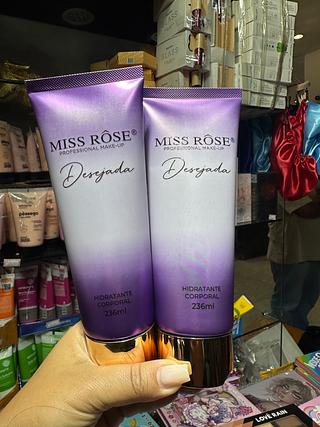 MISS RÔSE®
PROFESSIONAL MAKE-UP
Desejada
HIDRATANTE
CORPORAL
236ml
MISS RÔSE®
PROFESSIONAL MAKE-UP
Desejada
HIDRATANTE
CORPORAL
236ml
pêssego
LOVE RAIN